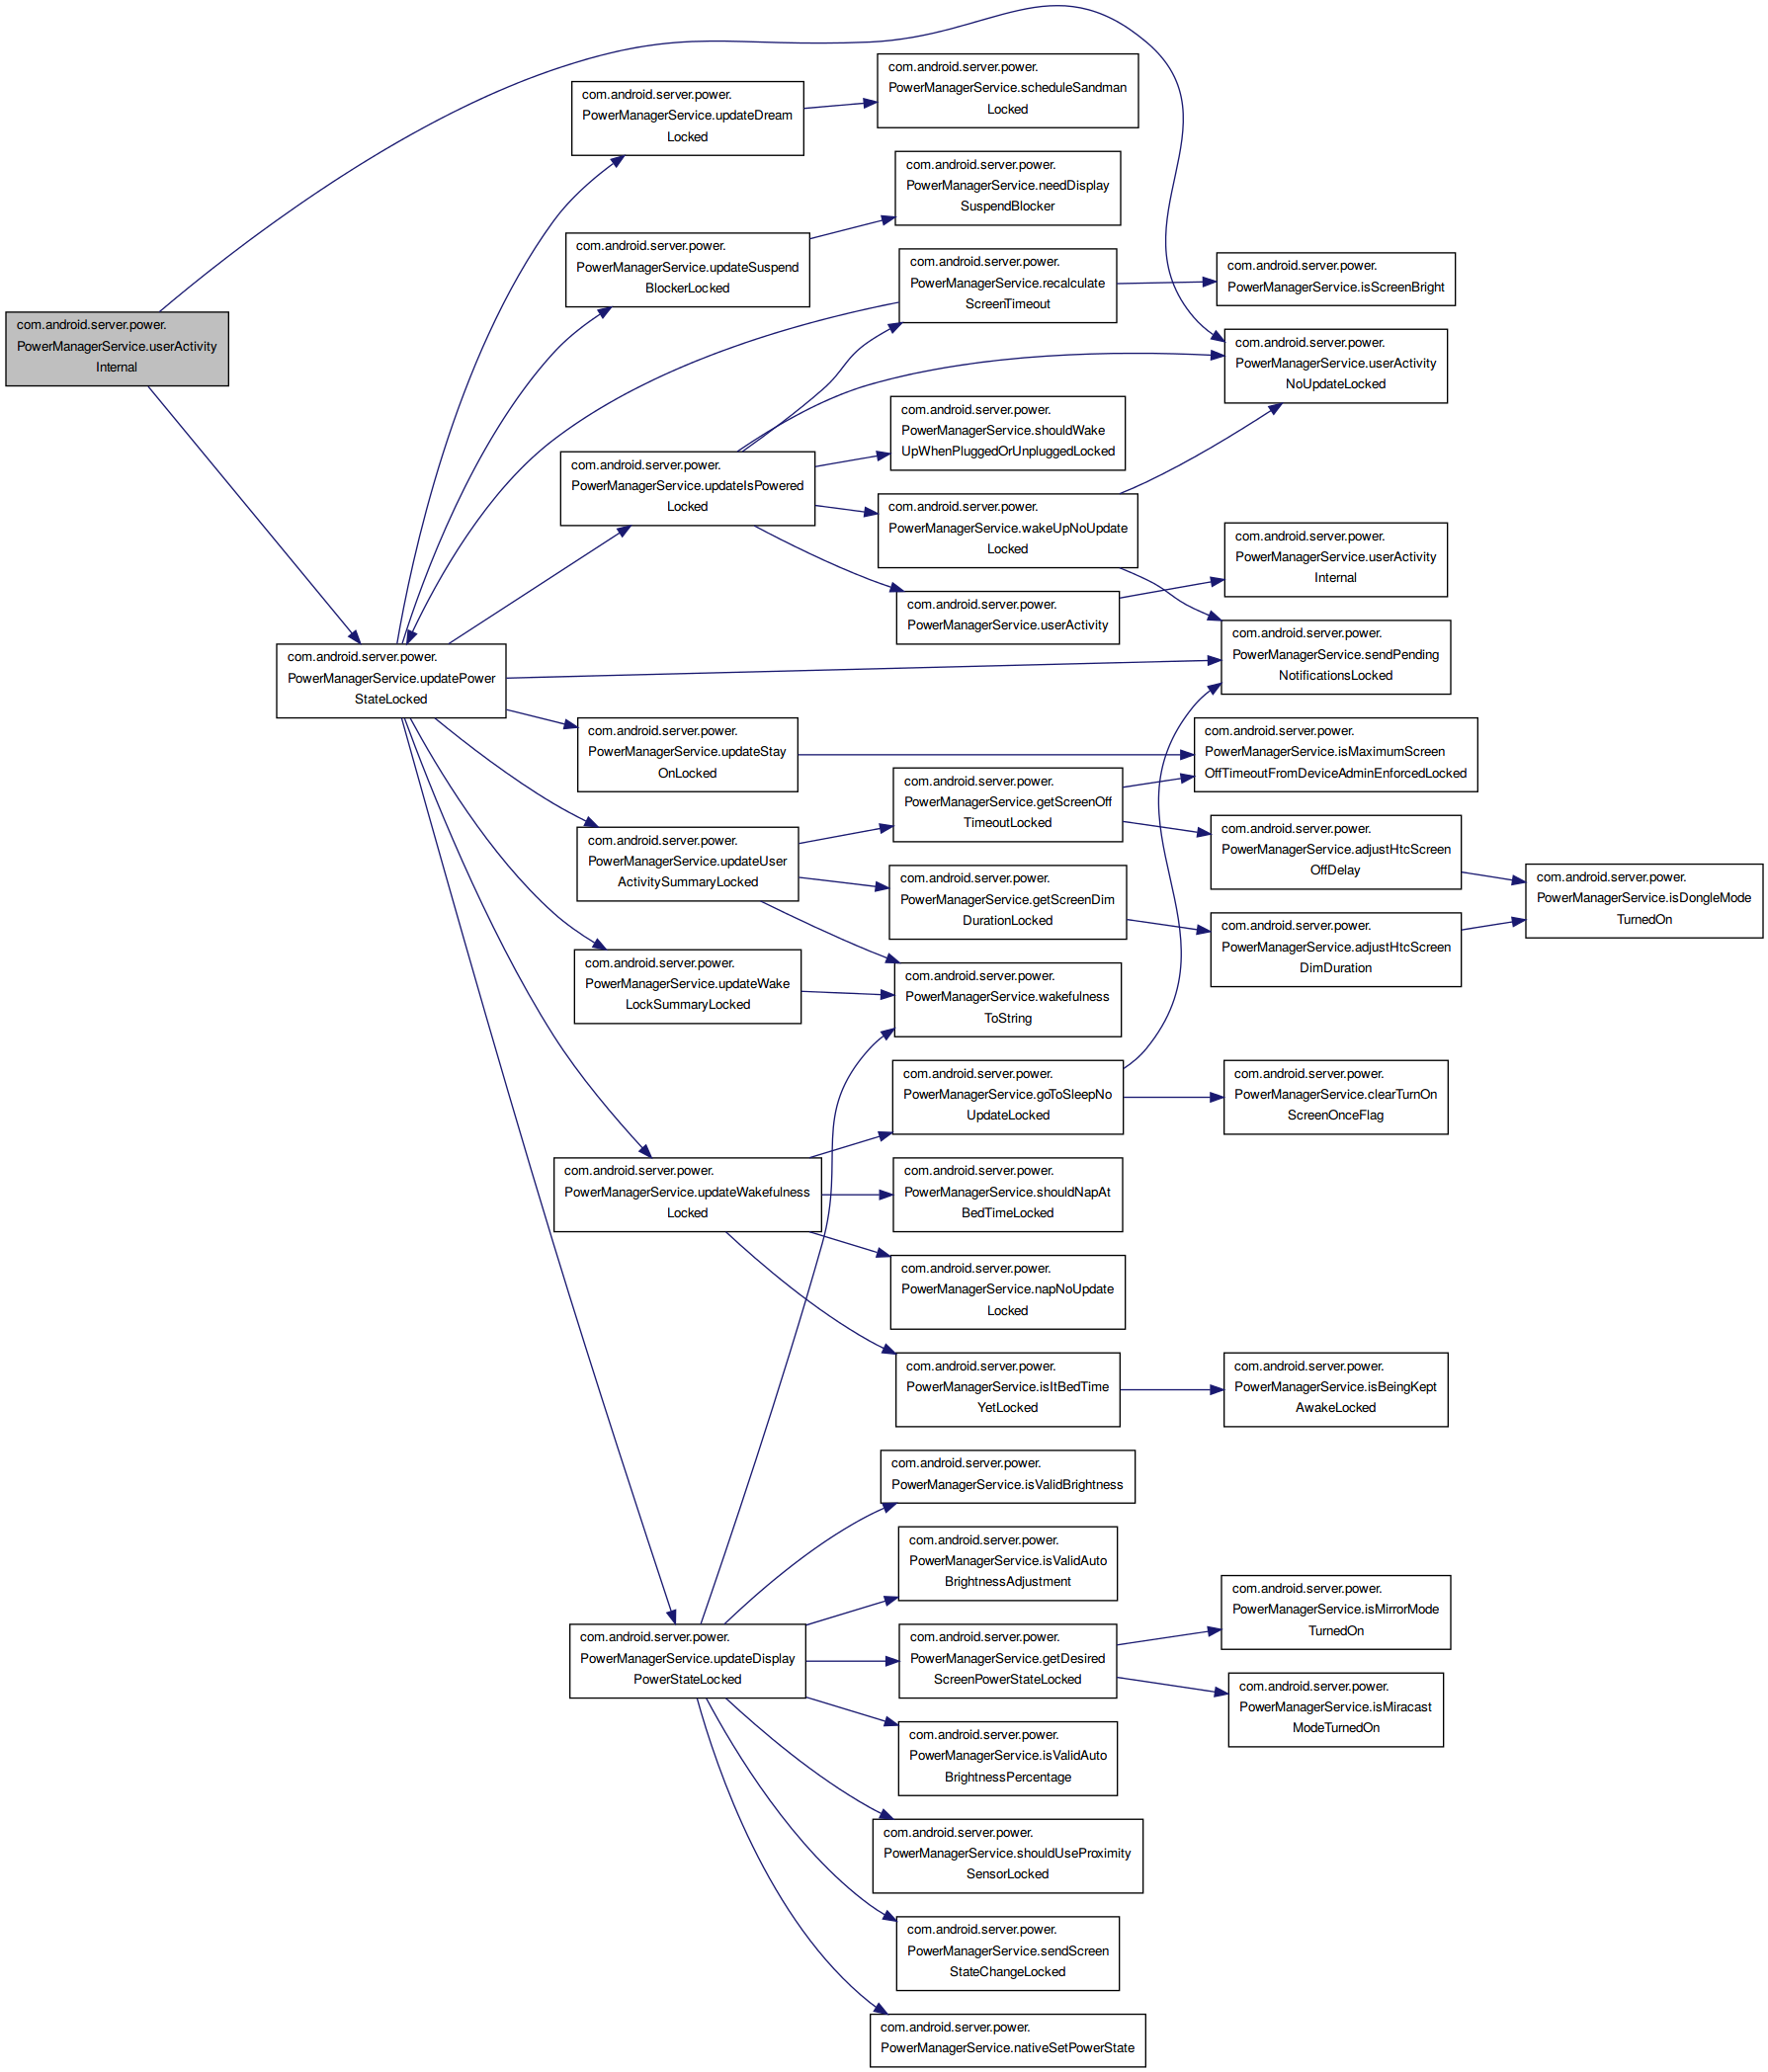 com.android.server.power.
PowerManagerService.userActivity
Internal
com.android.server.power.
PowerManagerService.updatePower
StateLocked
com.android.server.power.
PowerManagerService.updateDream
Locked
com.android.server.power.
PowerManagerService.updateSuspend
BlockerLocked
com.android.server.power.
PowerManagerService.updateIsPowered
Locked
com.android.server.power.
PowerManagerService.updateStay
OnLocked
com.android.server.power.
PowerManagerService.updateUser
ActivitySummaryLocked
com.android.server.power.
PowerManagerService.updateWake
LockSummaryLocked
com.android.server.power.
PowerManagerService.updateWakefulness
Locked
com.android.server.power.
PowerManagerService.updateDisplay
PowerStateLocked
com.android.server.power.
PowerManagerService.scheduleSandman
Locked
com.android.server.power.
PowerManagerService.needDisplay
SuspendBlocker
com.android.server.power.
PowerManagerService.recalculate
ScreenTimeout
com.android.server.power.
PowerManagerService.shouldWake
UpWhenPluggedOrUnpluggedLocked
com.android.server.power.
PowerManagerService.wakeUpNoUpdate
Locked
com.android.server.power.
PowerManagerService.userActivity
com.android.server.power.
PowerManagerService.getScreenOff
TimeoutLocked
com.android.server.power.
PowerManagerService.getScreenDim
DurationLocked
com.android.server.power.
PowerManagerService.wakefulness
ToString
com.android.server.power.
PowerManagerService.goToSleepNo
UpdateLocked
com.android.server.power.
PowerManagerService.shouldNapAt
BedTimeLocked
com.android.server.power.
PowerManagerService.napNoUpdate
Locked
com.android.server.power.
PowerManagerService.isItBedTime
YetLocked
com.android.server.power.
PowerManagerService.isValidBrightness
com.android.server.power.
PowerManagerService.isValidAuto
BrightnessAdjustment
com.android.server.power.
PowerManagerService.getDesired
ScreenPowerStateLocked
com.android.server.power.
PowerManagerService.isValidAuto
BrightnessPercentage
com.android.server.power.
PowerManagerService.shouldUseProximity
SensorLocked
com.android.server.power.
PowerManagerService.sendScreen
StateChangeLocked
com.android.server.power.
PowerManagerService.nativeSetPowerState
com.android.server.power.
PowerManagerService.isScreenBright
com.android.server.power.
PowerManagerService.userActivity
NoUpdateLocked
com.android.server.power.
PowerManagerService.userActivity
Internal
com.android.server.power.
PowerManagerService.sendPending
NotificationsLocked
com.android.server.power.
PowerManagerService.isMaximumScreen
OffTimeoutFromDeviceAdminEnforcedLocked
com.android.server.power.
PowerManagerService.adjustHtcScreen
OffDelay
com.android.server.power.
PowerManagerService.adjustHtcScreen
DimDuration
com.android.server.power.
PowerManagerService.clearTurnOn
ScreenOnceFlag
com.android.server.power.
PowerManagerService.isBeingKept
AwakeLocked
com.android.server.power.
PowerManagerService.isMirrorMode
TurnedOn
com.android.server.power.
PowerManagerService.isMiracast
ModeTurnedOn
com.android.server.power.
PowerManagerService.isDongleMode
TurnedOn